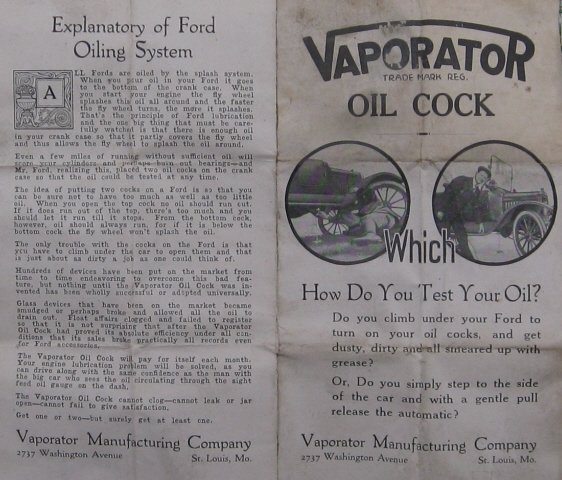 Explanatory of Ford
Oiling System
ALL Fords are oiled by the splash system.
When you pour oil in your Ford it goes
to the bottom of the crank case. When
you start your engine the fly wheel
splashes this oil all around and the faster
the fly wheel turns, the more it splashes.
That's the principle of Ford lubrication
and the one big thing that must be care-
fully watched is that there is enough oil
in your crank case so that it partly covers the fly wheel
and thus allows the fly wheel to splash the oil around.
Even a few miles of running without sufficient oil will
score your cylinders and perhaps burn out bearings—and
Mr. Ford, realizing this, placed two oil cocks on the crank
case so that the oil could be tested at any time.
The idea of putting two cocks on a Ford is so that you
can be sure not to have too much as well as too little
oil. When you open the top cock no oil should run out.
If it does run out of the top, there's too much and you
should let it run til it stops. From the bottom cock,
however, oil should always run, for if it is below the
bottom cock the fly wheel won't splash the oil.
The only trouble with the cocks on the Ford is that
you have to climb under the car to open them and that
is just about as dirty a job as one could think of.
Hundreds of devices have been put on the market from
time to time endeavoring to overcome this bad fea-
ture, but nothing until the Vaporator Oil Cock was in-
vented has been wholly successful or adopted universally.
Glass devices that have been on the market became
smudged or perhaps broke and allowed all the oil to
drain out. Float affairs clogged and failed to register
so that it is not surprising that after the Vaporator
Oil Cock had proved its absolute efficiency under all con-
ditions that its sales broke practically all records even
for Ford accessories.
The Vaporator Oil Cock will pay for itself each month.
Your engine lubrication problem will be solved, as you
can drive along with the same confidence as the man with
the big car who sees the oil circulating through the sight
feed oil gauge on the dash.
The Vaporator Oil Cock cannot clog—cannot leak or jar
open—cannot fail to give satisfaction.
Get one or two—but surely get at least one.
Vaporator Manufacturing Company
2737 Washington Avenue St. Louis, Mo.
VAPORATOR
TRADE MARK REG.
OIL COCK
Which
How Do You Test Your Oil?
Do you climb under your Ford to
turn on your oil cocks, and get
dusty, dirty and all smeared up with
grease?
Or, Do you simply step to the side
of the car and with a gentle pull
release the automatic?
Vaporator Manufacturing Company
2737 Washington Avenue St. Louis, Mo.